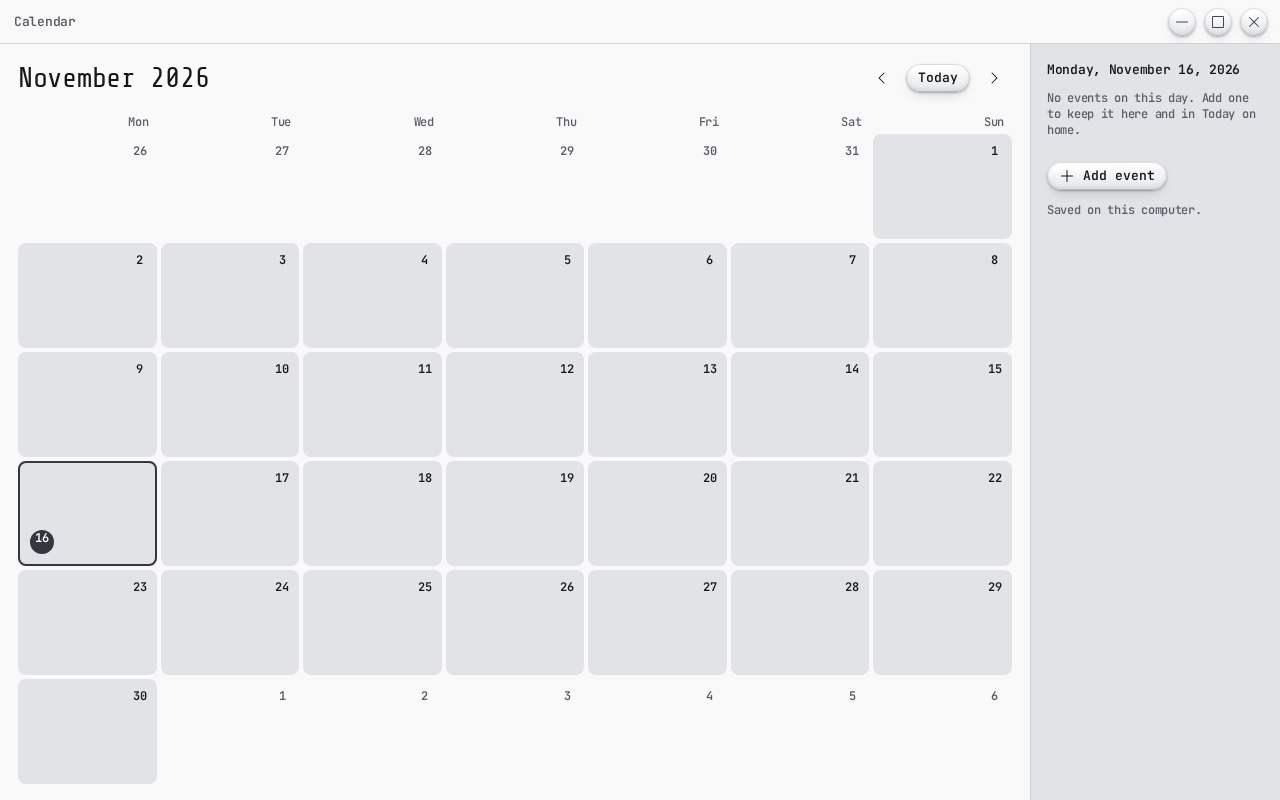 Calendar
November 2026
Today
Mon Tue Wed Thu Fri Sat Sun
26 27 28 29 30 31 1
2 3 4 5 6 7 8
9 10 11 12 13 14 15
16 17 18 19 20 21 22
23 24 25 26 27 28 29
30 1 2 3 4 5 6
Monday, November 16, 2026
No events on this day. Add one
to keep it here and in Today on
home.
Add event
Saved on this computer.